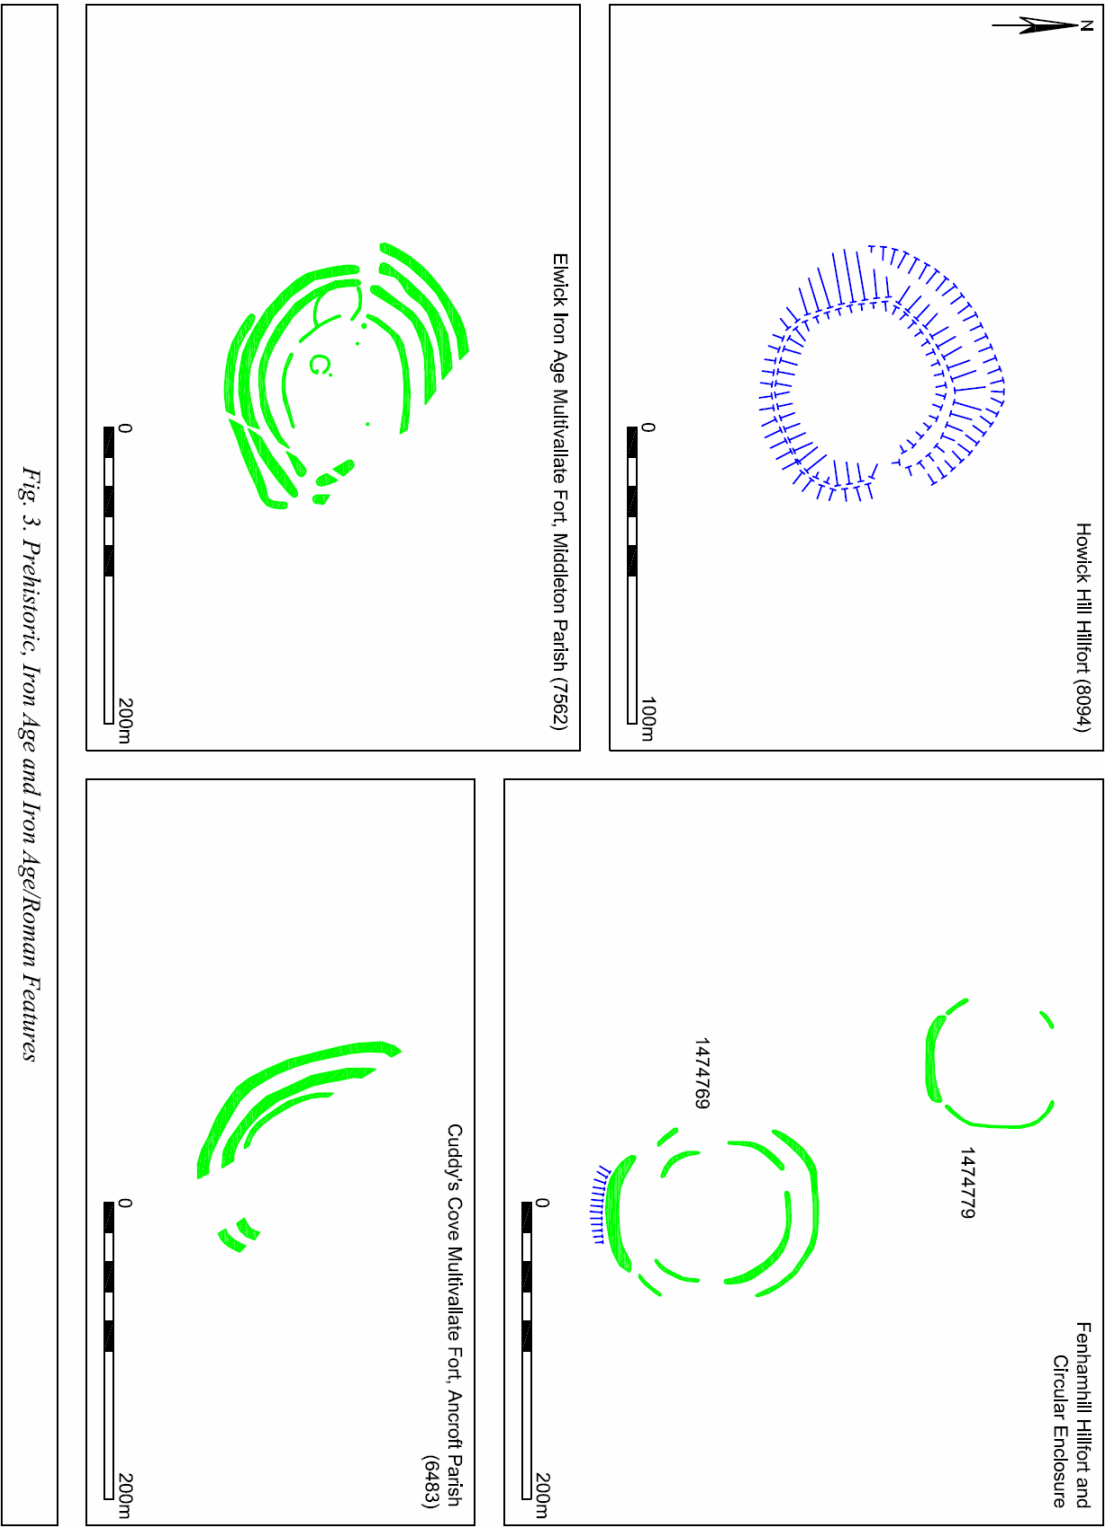 N
Howick Hill Hillfort (8094)
0
100m
Fenhamhill Hillfort and
Circular Enclosure
1474779
1474769
0
200m
Elwick Iron Age Multivallate Fort, Middleton Parish (7562)
0
200m
Cuddy's Cove Multivallate Fort, Ancroft Parish
(6483)
0
200m
Fig. 3. Prehistoric, Iron Age and Iron Age/Roman Features